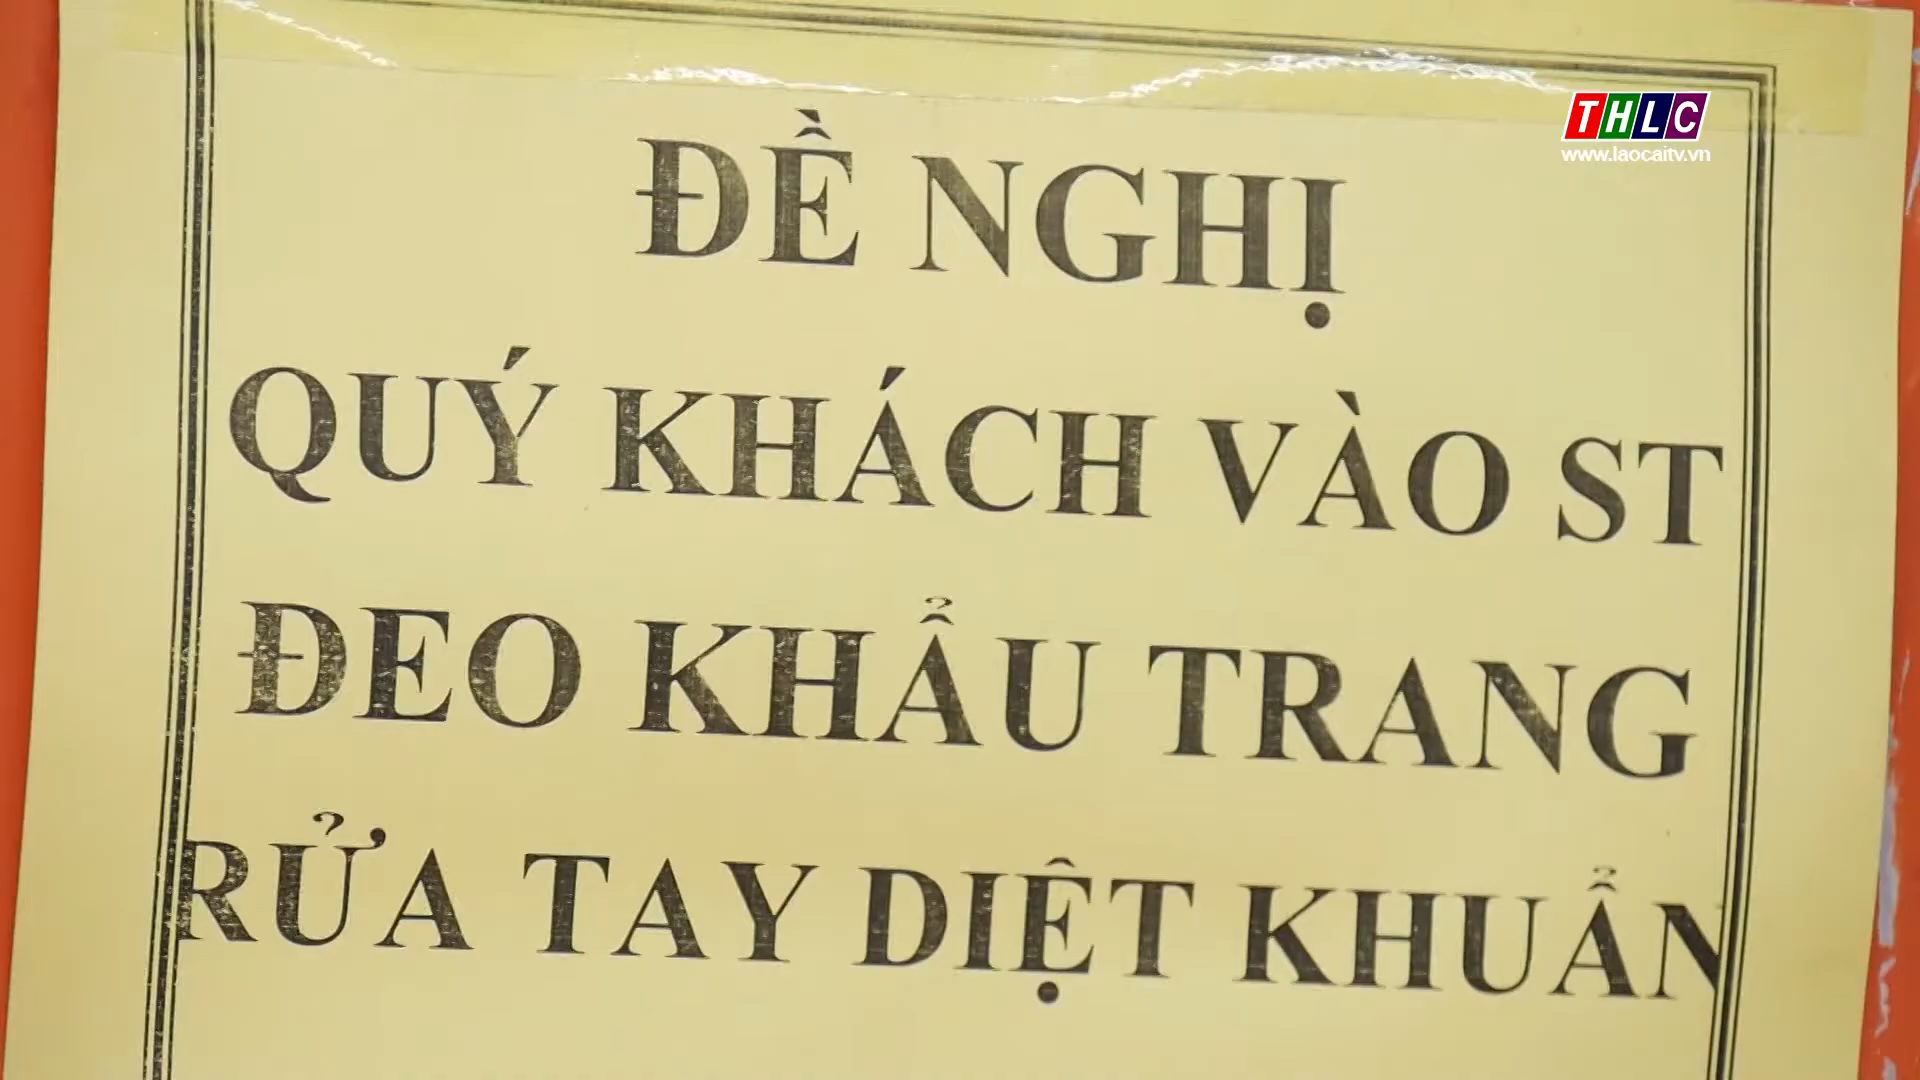 THLC
www.laocaitv.vn
ĐỀ NGHỊ
QUÝ KHÁCH VÀO ST
ĐEO KHẨU TRANG
RỬA TAY DIỆT KHUẨN